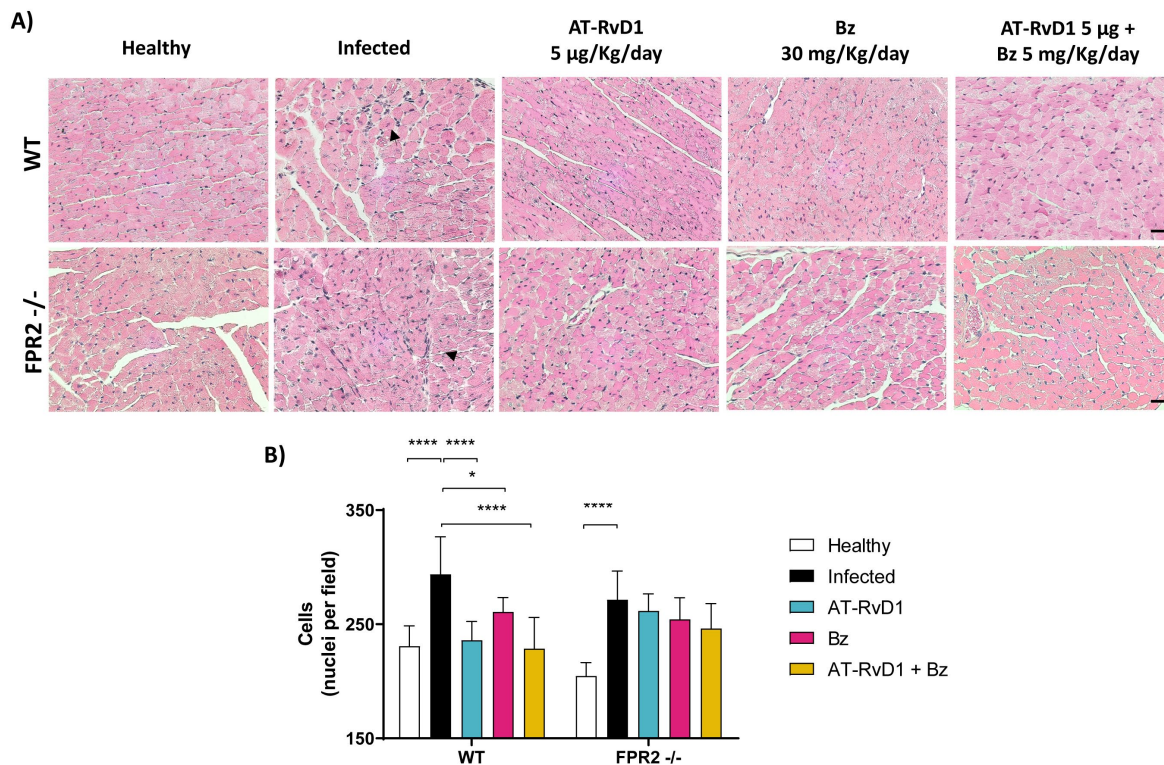 A)
Healthy
Infected
AT-RvD1
5 µg/Kg/day
Bz
30 mg/Kg/day
AT-RvD1 5 µg +
Bz 5 mg/Kg/day
WT
FPR2 -/-
B)
**** ****
*
****
****
350
250
150
Cells
(nuclei per field)
WT
FPR2 -/-
Healthy
Infected
AT-RvD1
Bz
AT-RvD1 + Bz